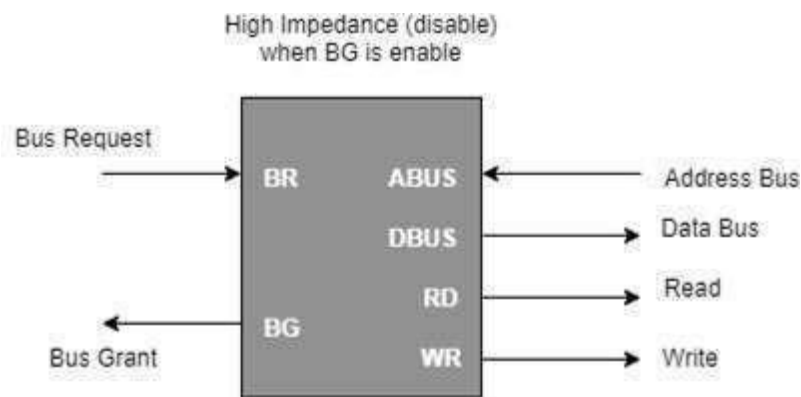 High Impedance (disable)
when BG is enable
Bus Request
BR
ABUS
Address Bus
DBUS
Data Bus
RD
Read
BG
Bus Grant
WR
Write